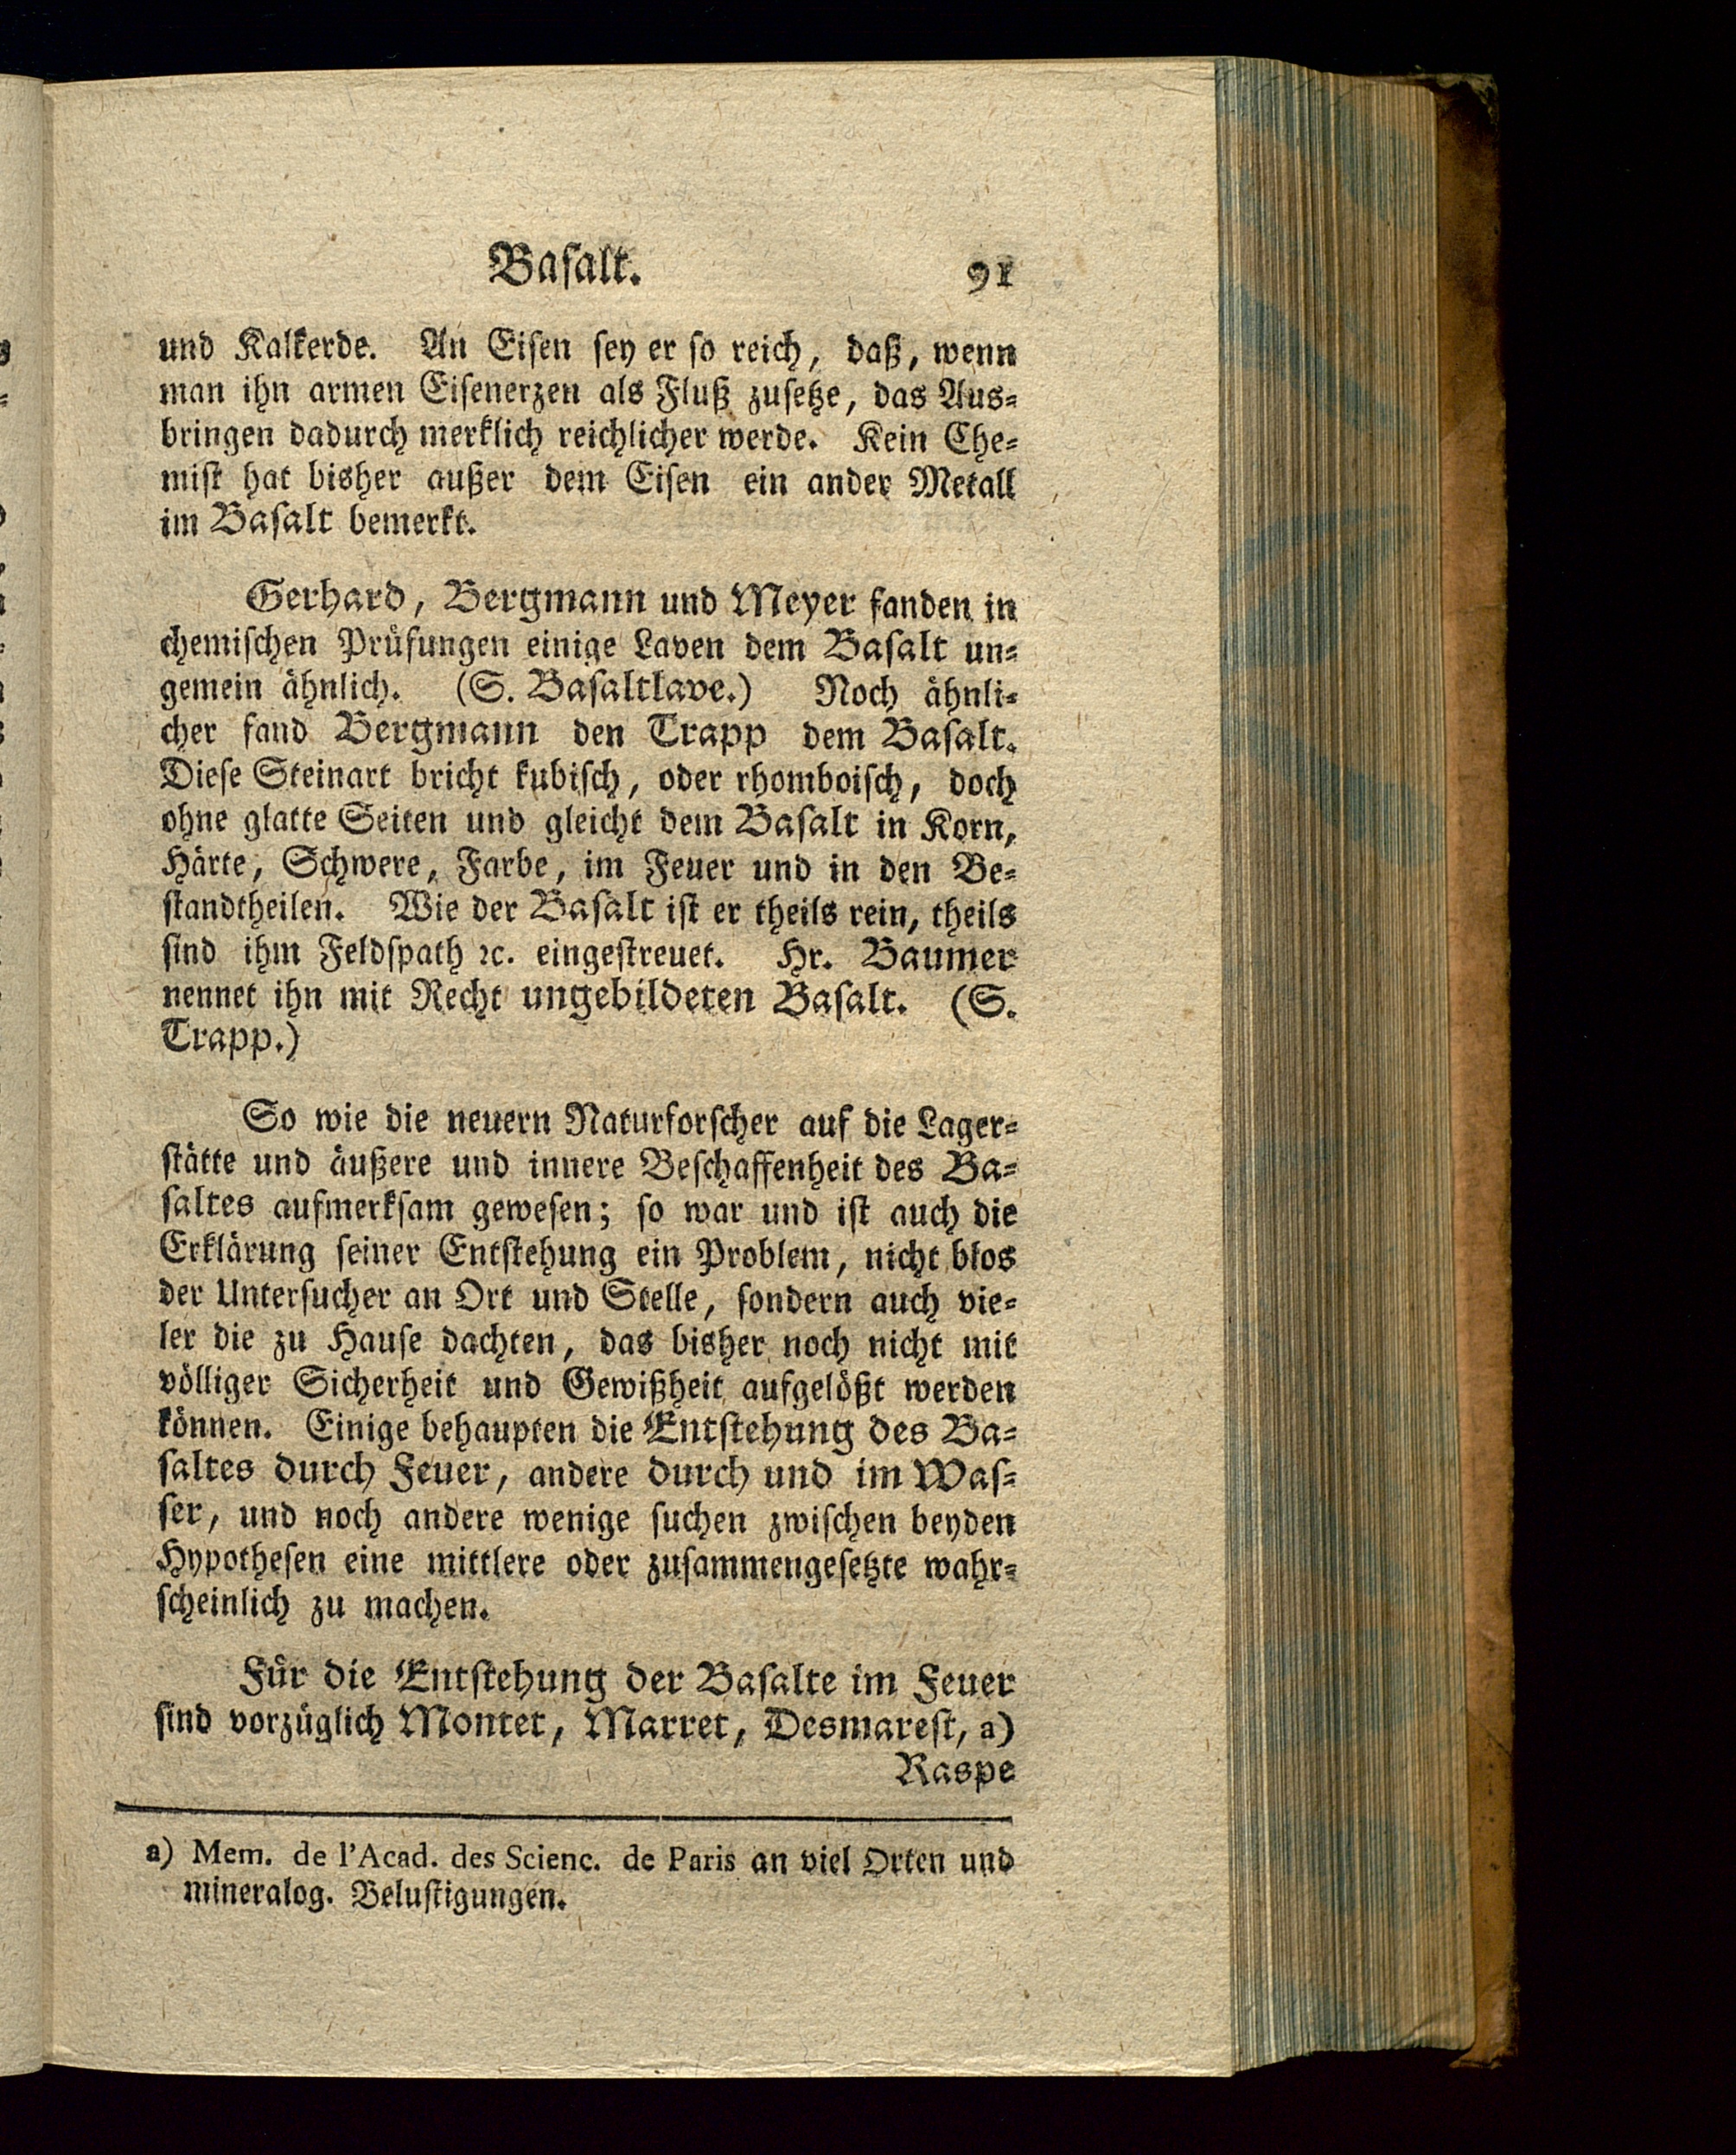 Basalt. 91
und Kalkerde. An Eisen sey er so reich, daß, wenn
man ihn armen Eisenerzen als Fluß zusetze, das Aus-
bringen dadurch merklich reichlicher werde. Kein Che-
mist hat bisher außer dem Eisen ein ander Metall
im Basalt bemerkt.
Gerhard, Bergmann und Meyer fanden in
chemischen Prüfungen einige Laven dem Basalt un-
gemein ähnlich. (S. Basaltlave.) Noch ähnli-
cher fand Bergmann den Trapp dem Basalt.
Diese Steinart bricht kubisch, oder rhomboisch, doch
ohne glatte Seiten und gleicht dem Basalt in Korn,
Härte, Schwere, Farbe, im Feuer und in den Be-
standtheilen. Wie der Basalt ist er theils rein, theils
sind ihm Feldspath ꝛc. eingestreuet. Hr. Baumer
nennet ihn mit Recht ungebildeten Basalt. (S.
Trapp.)
So wie die neuern Naturforscher auf die Lager-
stätte und äußere und innere Beschaffenheit des Ba-
saltes aufmerksam gewesen; so war und ist auch die
Erklärung seiner Entstehung ein Problem, nicht blos
der Untersucher an Ort und Stelle, sondern auch vie-
ler die zu Hause dachten, das bisher noch nicht mit
völliger Sicherheit und Gewißheit aufgelößt werden
können. Einige behaupten die Entstehung des Ba-
saltes durch Feuer, andere durch und im Was-
ser, und noch andere wenige suchen zwischen beyden
Hypothesen eine mittlere oder zusammengesetzte wahr-
scheinlich zu machen.
Für die Entstehung der Basalte im Feuer
sind vorzüglich Montet, Marret, Desmarest, a)
Raspe
a) Mem. de l'Acad. des Scienc. de Paris an viel Orten und
mineralog. Belustigungen.